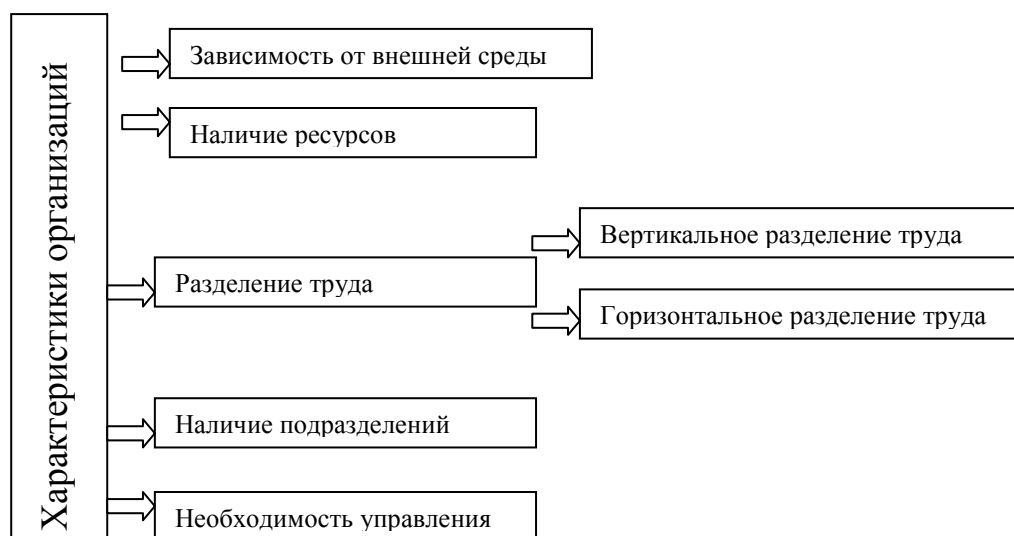 Характеристики организаций
Зависимость от внешней среды
Наличие ресурсов
Разделение труда
Вертикальное разделение труда
Горизонтальное разделение труда
Наличие подразделений
Необходимость управления